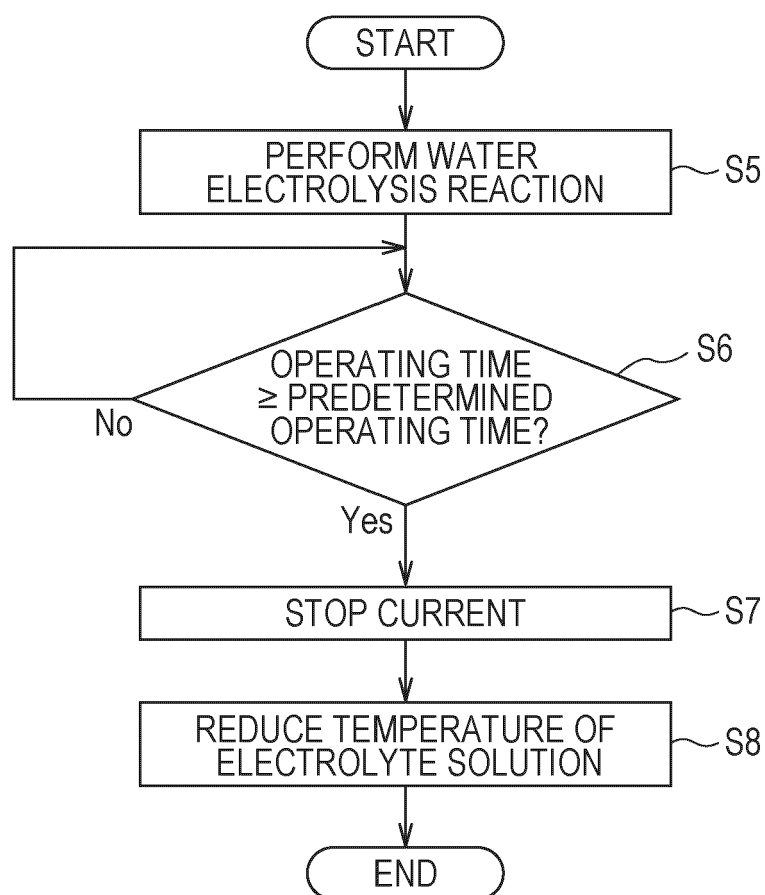 START
PERFORM WATER
ELECTROLYSIS REACTION
S5
OPERATING TIME
≥ PREDETERMINED
OPERATING TIME?
S6
No
Yes
STOP CURRENT
S7
REDUCE TEMPERATURE OF
ELECTROLYTE SOLUTION
S8
END